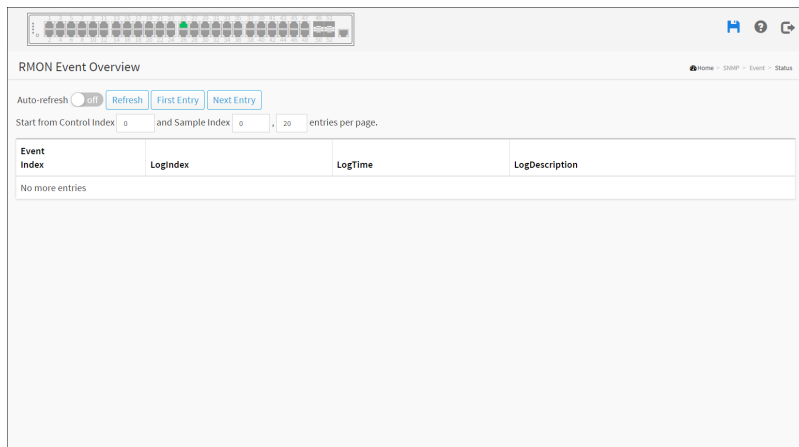 RMON Event Overview
Home > SNMP > Event > Status
Auto-refresh off Refresh First Entry Next Entry
Start from Control Index 0 and Sample Index 0 , 20 entries per page.
Event
Index LogIndex LogTime LogDescription
No more entries